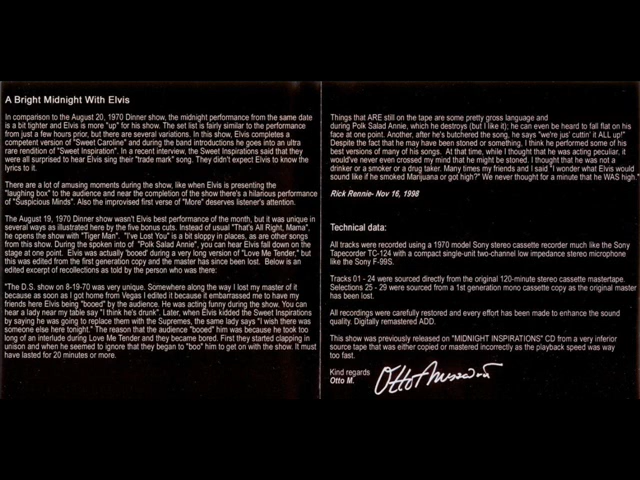 A Bright Midnight With Elvis
In comparison to the August 20, 1970 Dinner show, the midnight performance from the same date
is a bit tighter and Elvis is more "up" for his show. The set list is fairly similar to the performance
from just a few hours prior, but there are several variations. In this show, Elvis completes a
competent version of "Sweet Caroline" and during the band introductions he goes into an ultra
rare rendition of "Sweet Inspiration". In a recent interview, the Sweet Inspirations said that they
were all surprised to hear Elvis sing their "trade mark" song. They didn't expect Elvis to know the
lyrics to it.
There are a lot of amusing moments during the show, like when Elvis is presenting the
"laughing box" to the audience and near the completion of the show there's a hilarious performance
of "Suspicious Minds". Also the improvised first verse of "More" deserves listener's attention.
The August 19, 1970 Dinner show wasn't Elvis best performance of the month, but it was unique in
several ways as illustrated here by the five bonus cuts. Instead of usual "That's All Right, Mama",
he opens the show with "Tiger Man". "I've Lost You" is a bit sloppy in places, as are other songs
from this show. During the spoken into of "Polk Salad Annie", you can hear Elvis fall down on the
stage at one point. Elvis was actually 'booed' during a very long version of "Love Me Tender," but
this was edited from the first generation copy and the master has since been lost. Below is an
edited excerpt of recollections as told by the person who was there:
"The D.S. show on 8-19-70 was very unique. Somewhere along the way I lost my master of it
because as soon as I got home from Vegas I edited it because it embarrassed me to have my
friends here Elvis being "booed" by the audience. He was acting funny during the show. You can
hear a lady near my table say "I think he's drunk". Later, when Elvis kidded the Sweet Inspirations
by saying he was going to replace them with the Supremes, the same lady says "I wish there was
someone else here tonight." The reason that the audience "booed" him was because he took too
long of an interlude during Love Me Tender and they became bored. First they started clapping in
unison and when he seemed to ignore that they began to "boo" him to get on with the show. It must
have lasted for 20 minutes or more.
Things that ARE still on the tape are some pretty gross language and
during Polk Salad Annie, which he destroys (but I like it); he can even be heard to fall flat on his
face at one point. Another, after he's butchered the song, he says "we're jus' cuttin' it ALL up!"
Despite the fact that he may have been stoned or something, I think he performed some of his
best versions of many of his songs. At that time, while I thought that he was acting peculiar, it
would've never even crossed my mind that he might be stoned. I thought that he was not a
drinker or a smoker or a drug taker. Many times my friends and I said "I wonder what Elvis would
sound like if he smoked Marijuana or got high?" We never thought for a minute that he WAS high."
Rick Rennie- Nov 16, 1998
Technical data:
All tracks were recorded using a 1970 model Sony stereo cassette recorder much like the Sony
Tapecorder TC-124 with a compact single-unit two-channel low impedance stereo microphone
like the Sony F-99S.
Tracks 01 - 24 were sourced directly from the original 120-minute stereo cassette mastertape.
Selections 25 - 29 were sourced from a 1st generation mono cassette copy as the original master
has been lost.
All recordings were carefully restored and every effort has been made to enhance the sound
quality. Digitally remastered ADD.
This show was previously released on "MIDNIGHT INSPIRATIONS" CD from a very inferior
source tape that was either copied or mastered incorrectly as the playback speed was way
too fast.
Kind regards
Otto M.
Otto